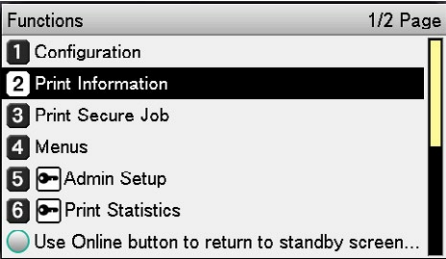 Functions 1/2 Page
1 Configuration
2 Print Information
3 Print Secure Job
4 Menus
5 Admin Setup
6 Print Statistics
Use Online button to return to standby screen...